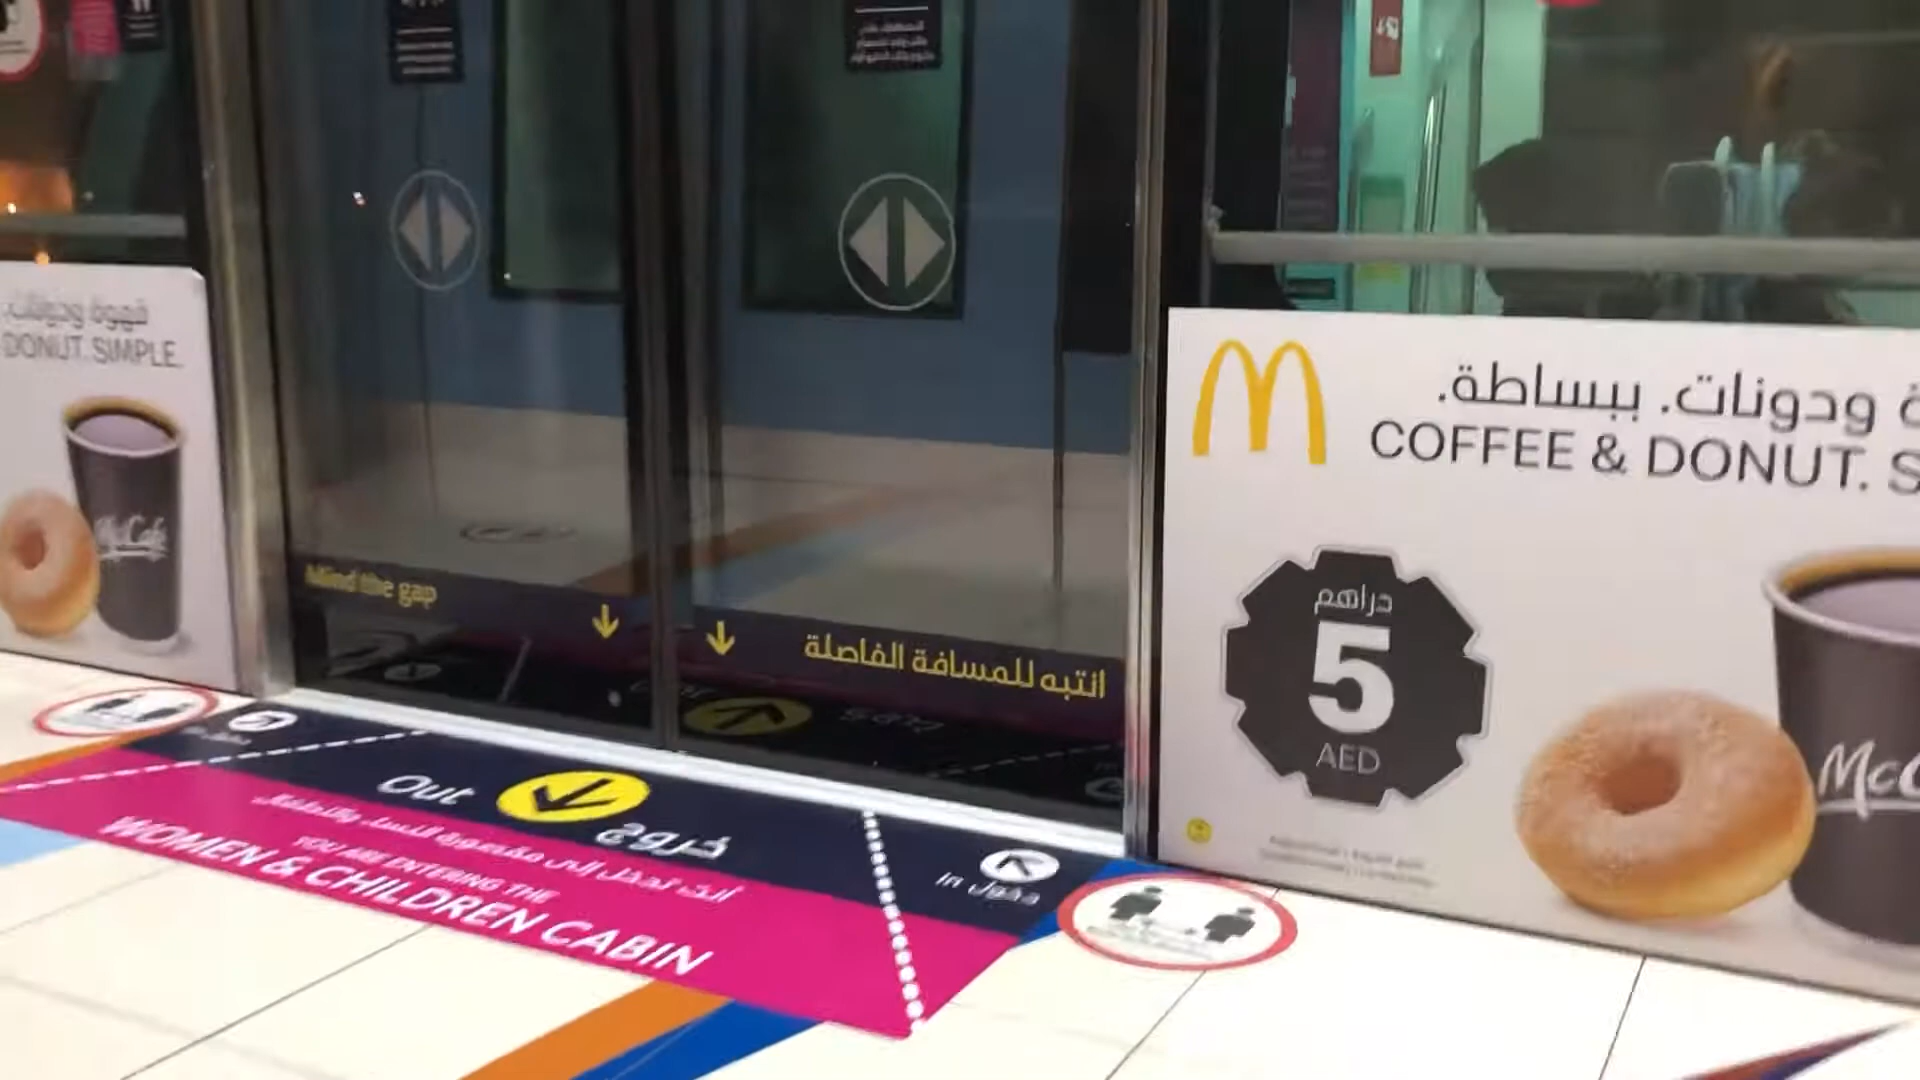 قهوة ودونات.
DONUT. SIMPLE.
McCafé
Mind the gap
انتبه للمسافة الفاصلة
Out
خروج
أنت تدخل إلى مقصورة النساء والأطفال
YOU ARE ENTERING THE
WOMEN & CHILDREN CABIN
In دخول
ودونات. ببساطة.
COFFEE & DONUT. S
دراهم
5
AED
McC